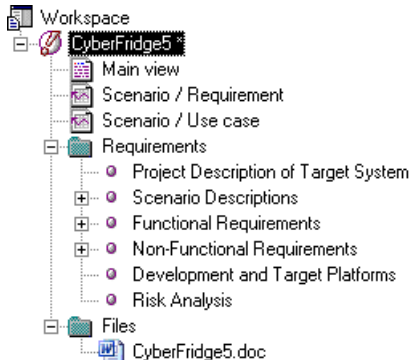 Workspace
CyberFridge5 *
Main view
Scenario / Requirement
Scenario / Use case
Requirements
Project Description of Target System
Scenario Descriptions
Functional Requirements
Non-Functional Requirements
Development and Target Platforms
Risk Analysis
Files
CyberFridge5.doc